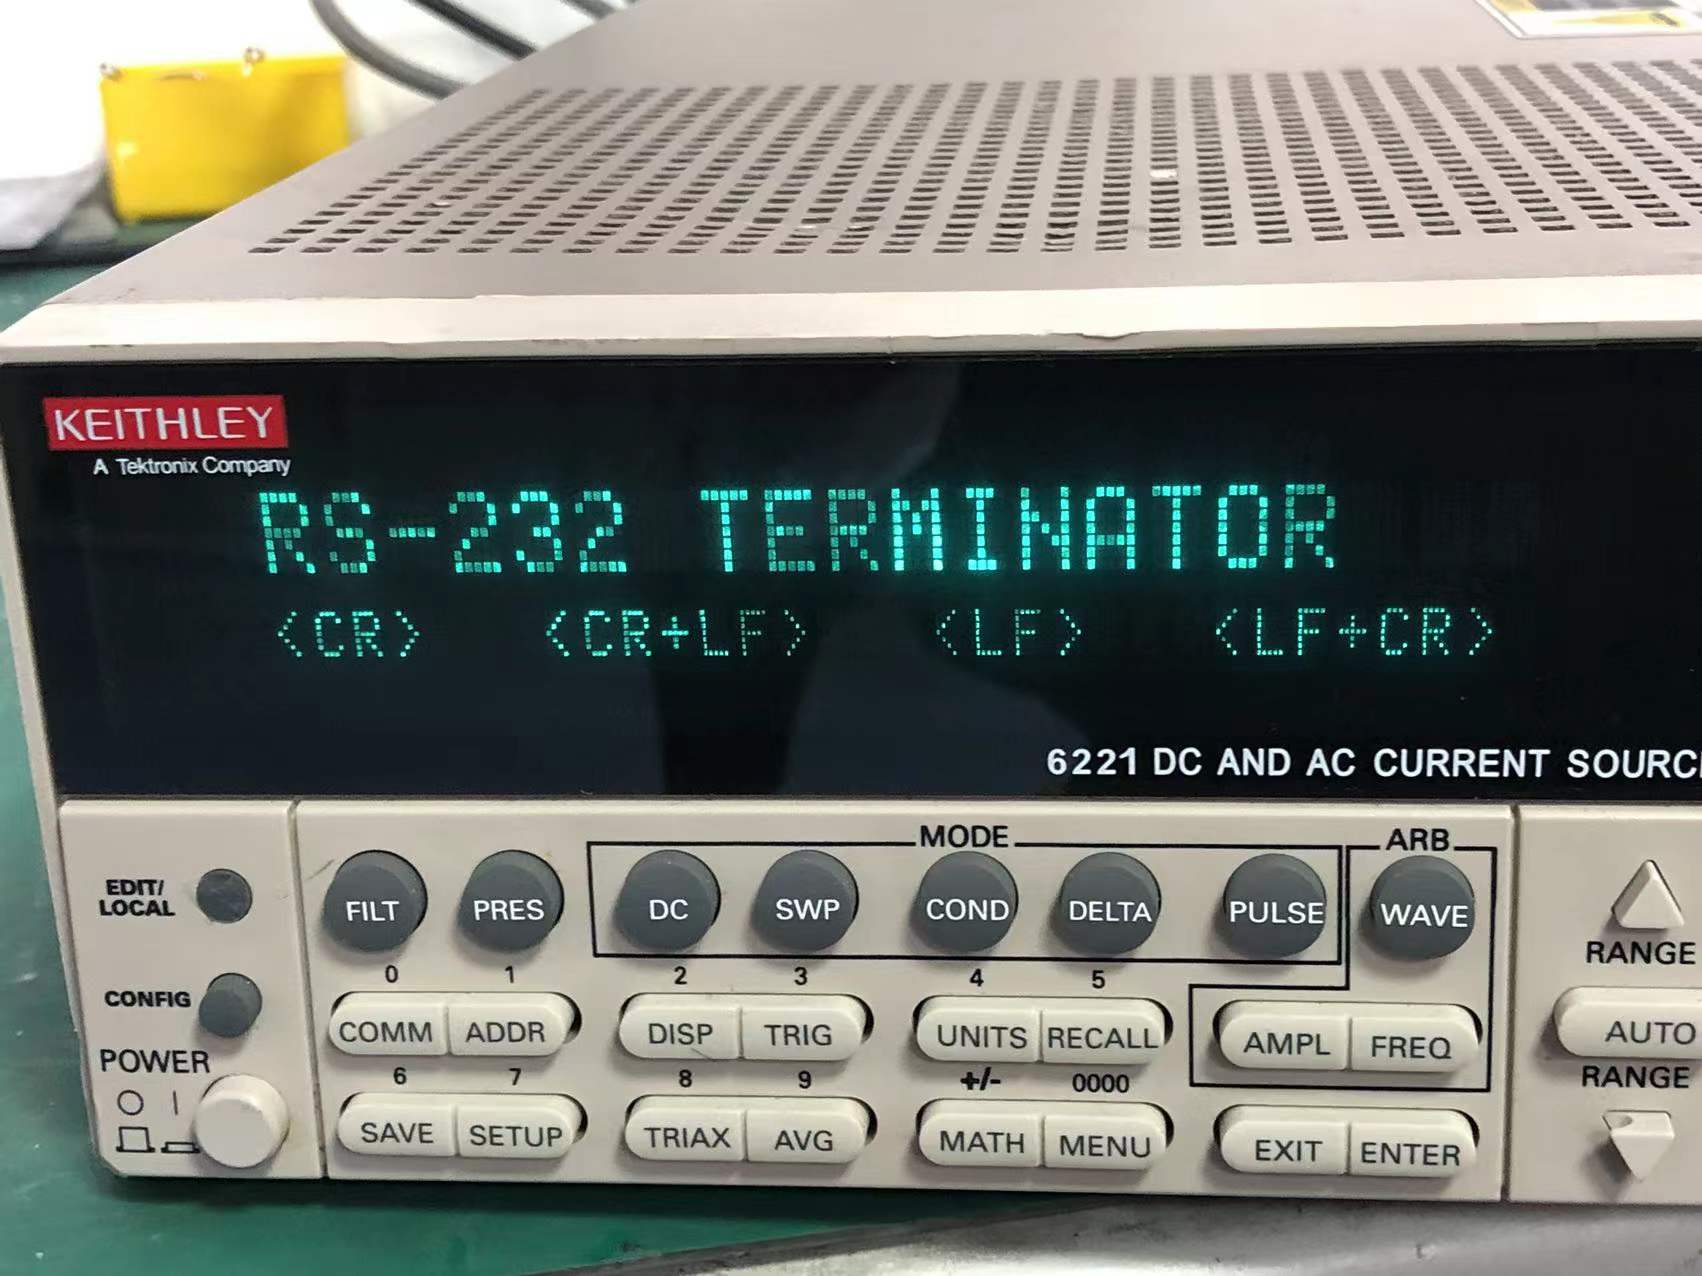 KEITHLEY
A Tektronix Company
RS-232 TERMINATOR
<CR> <CR+LF> <LF> <LF+CR>
6221 DC AND AC CURRENT
MODE ARB
EDIT/
LOCAL
FILT PRES DC SWP COND DELTA PULSE WAVE
RANGE
0 1 2 3 4 5
CONFIG
COMM ADDR DISP TRIG UNITS RECALL AMPL FREQ AUTO
POWER
6 7 8 9 +/- 0000
RANGE
O I
SAVE SETUP TRIAX AVG MATH MENU EXIT ENTER